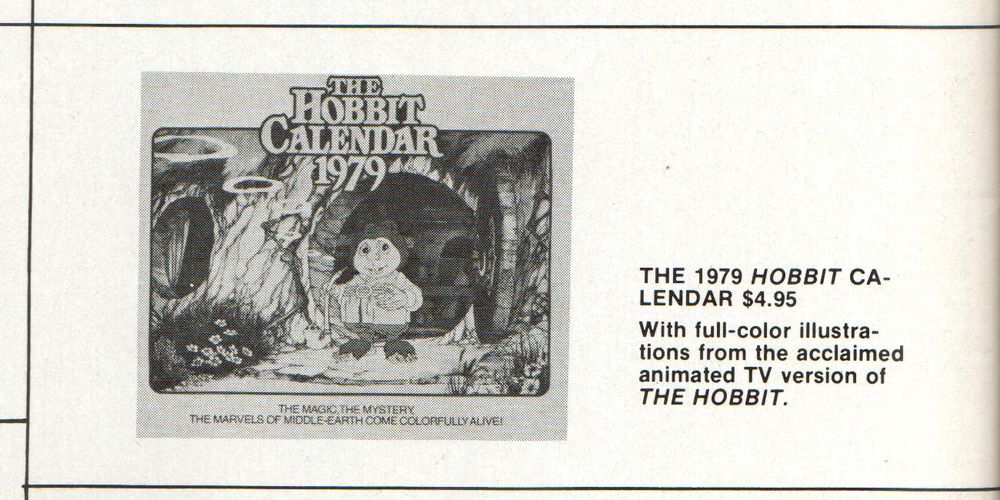 THE
HOBBIT
CALENDAR
1979
THE MAGIC, THE MYSTERY,
THE MARVELS OF MIDDLE-EARTH COME COLORFULLY ALIVE!
THE 1979 HOBBIT CA-
LENDAR $4.95
With full-color illustra-
tions from the acclaimed
animated TV version of
THE HOBBIT.